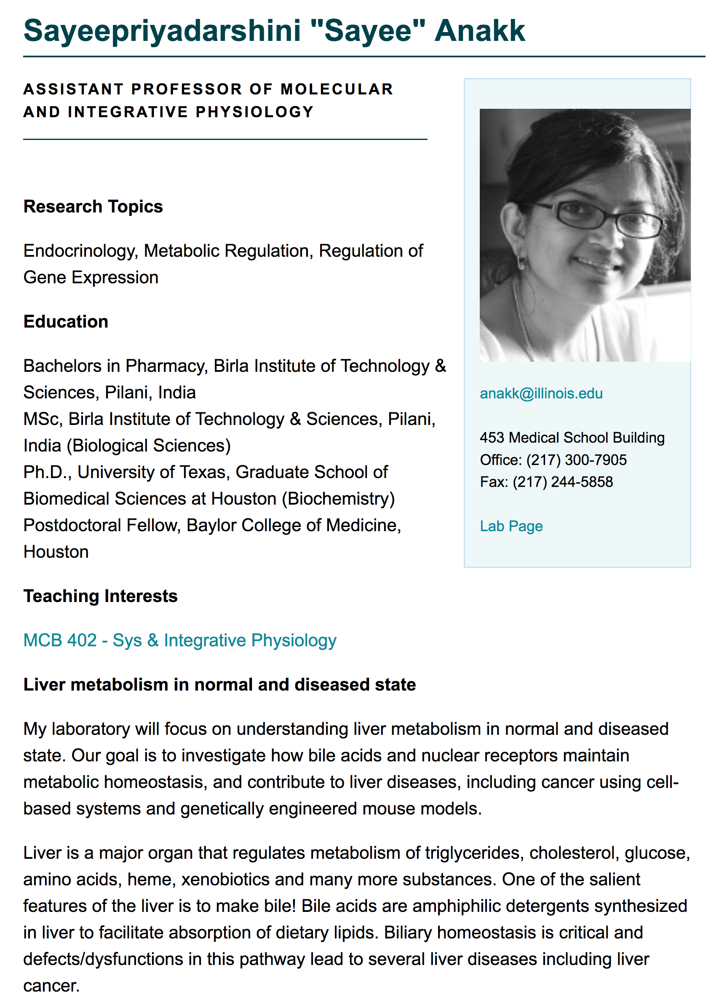 Sayeepriyadarshini "Sayee" Anakk
ASSISTANT PROFESSOR OF MOLECULAR
AND INTEGRATIVE PHYSIOLOGY
Research Topics
Endocrinology, Metabolic Regulation, Regulation of
Gene Expression
Education
Bachelors in Pharmacy, Birla Institute of Technology &
Sciences, Pilani, India
MSc, Birla Institute of Technology & Sciences, Pilani,
India (Biological Sciences)
Ph.D., University of Texas, Graduate School of
Biomedical Sciences at Houston (Biochemistry)
Postdoctoral Fellow, Baylor College of Medicine,
Houston
anakk@illinois.edu
453 Medical School Building
Office: (217) 300-7905
Fax: (217) 244-5858
Lab Page
Teaching Interests
MCB 402 - Sys & Integrative Physiology
Liver metabolism in normal and diseased state
My laboratory will focus on understanding liver metabolism in normal and diseased
state. Our goal is to investigate how bile acids and nuclear receptors maintain
metabolic homeostasis, and contribute to liver diseases, including cancer using cell-
based systems and genetically engineered mouse models.
Liver is a major organ that regulates metabolism of triglycerides, cholesterol, glucose,
amino acids, heme, xenobiotics and many more substances. One of the salient
features of the liver is to make bile! Bile acids are amphiphilic detergents synthesized
in liver to facilitate absorption of dietary lipids. Biliary homeostasis is critical and
defects/dysfunctions in this pathway lead to several liver diseases including liver
cancer.